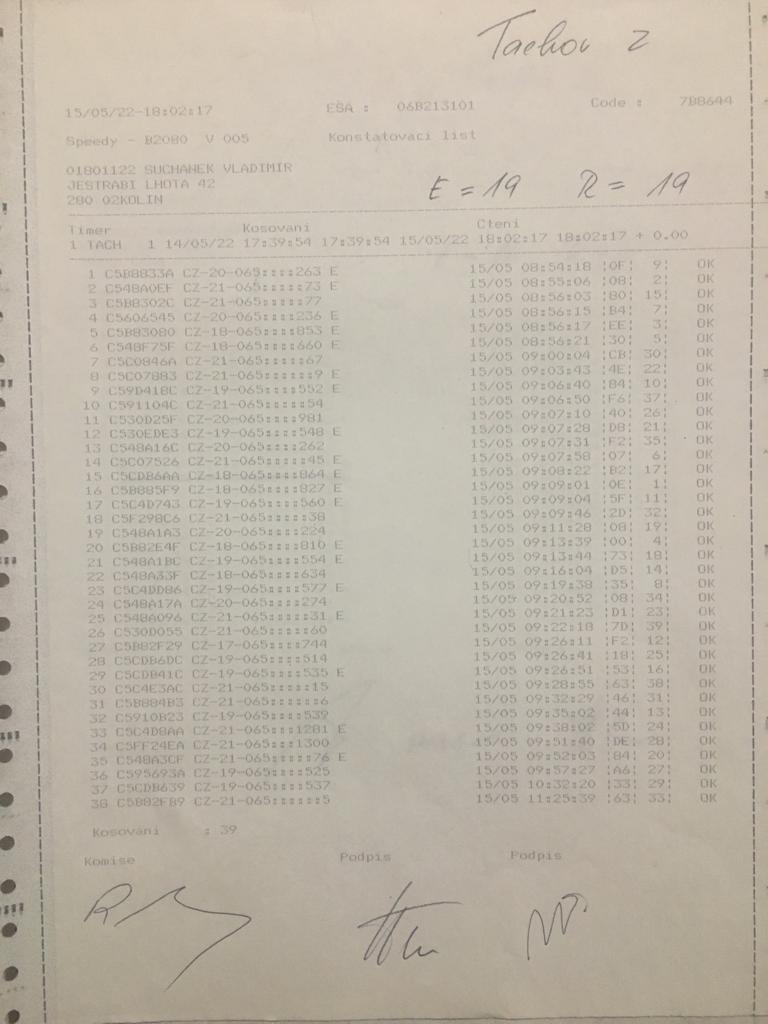 Tachov 2
15/05/22-18:02:17 ESA : 06B213101 Code : 7B8644
Speedy - B2080 V 005 Konstatovaci list
01801122 SUCHANEK VLADIMIR
JESTRABI LHOTA 42
280 02KOLIN
E = 19 R = 19
Timer Kosovani Cteni
1 TACH 1 14/05/22 17:39:54 17:39:54 15/05/22 18:02:17 18:02:17 + 0.00
1 C5B8833A CZ-20-065::::263 E 15/05 08:54:18 ¦0F¦ 9¦ OK
2 C548A0EF CZ-21-065:::::73 E 15/05 08:55:06 ¦08¦ 2¦ OK
3 C5B8302C CZ-21-065:::::77 15/05 08:56:03 ¦80¦ 15¦ OK
4 C5606545 CZ-20-065::::236 E 15/05 08:56:15 ¦B4¦ 7¦ OK
5 C5B83080 CZ-18-065::::853 E 15/05 08:56:17 ¦EE¦ 3¦ OK
6 C548F75F CZ-18-065::::660 E 15/05 08:56:21 ¦30¦ 5¦ OK
7 C5C0846A CZ-21-065:::::67 15/05 09:00:04 ¦CB¦ 30¦ OK
8 C5C07883 CZ-21-065::::::9 E 15/05 09:03:43 ¦4E¦ 22¦ OK
9 C59D418C CZ-19-065::::552 E 15/05 09:06:40 ¦84¦ 10¦ OK
10 C591104C CZ-21-065:::::54 15/05 09:06:50 ¦F6¦ 37¦ OK
11 C530D25F CZ-20-065::::981 15/05 09:07:10 ¦40¦ 26¦ OK
12 C530EDE3 CZ-19-065::::548 E 15/05 09:07:28 ¦D8¦ 21¦ OK
13 C548A16C CZ-20-065::::262 15/05 09:07:31 ¦F2¦ 35¦ OK
14 C5C07526 CZ-21-065:::::45 E 15/05 09:07:58 ¦07¦ 6¦ OK
15 C5CDB6AA CZ-18-065::::864 E 15/05 09:08:22 ¦B2¦ 17¦ OK
16 C5B885F9 CZ-18-065::::827 E 15/05 09:09:01 ¦0E¦ 1¦ OK
17 C5C4D743 CZ-19-065::::560 E 15/05 09:09:04 ¦5F¦ 11¦ OK
18 C5F298C6 CZ-21-065:::::38 15/05 09:09:46 ¦2D¦ 32¦ OK
19 C548A1A3 CZ-20-065::::224 15/05 09:11:28 ¦08¦ 19¦ OK
20 C5B82E4F CZ-18-065::::810 E 15/05 09:13:39 ¦00¦ 4¦ OK
21 C548A1BC CZ-19-065::::554 E 15/05 09:13:44 ¦73¦ 18¦ OK
22 C548A33F CZ-18-065::::634 15/05 09:16:04 ¦D5¦ 14¦ OK
23 C5C4DD86 CZ-19-065::::577 E 15/05 09:19:38 ¦35¦ 8¦ OK
24 C548A17A CZ-20-065::::274 15/05 09:20:52 ¦08¦ 34¦ OK
25 C548A096 CZ-21-065:::::31 E 15/05 09:21:23 ¦D1¦ 23¦ OK
26 C530D055 CZ-21-065:::::60 15/05 09:22:18 ¦7D¦ 39¦ OK
27 C5B82F29 CZ-17-065::::744 15/05 09:26:11 ¦F2¦ 12¦ OK
28 C5CDB6DC CZ-19-065::::514 15/05 09:26:41 ¦18¦ 25¦ OK
29 C5CDB41C CZ-19-065::::535 E 15/05 09:26:51 ¦53¦ 16¦ OK
30 C5C4E3AC CZ-21-065:::::15 15/05 09:28:55 ¦63¦ 38¦ OK
31 C5B884B3 CZ-21-065::::::6 15/05 09:32:29 ¦46¦ 31¦ OK
32 C5910B23 CZ-19-065::::539 15/05 09:35:02 ¦44¦ 13¦ OK
33 C5C4D8AA CZ-21-065:::1281 E 15/05 09:38:02 ¦5D¦ 24¦ OK
34 C5FF24EA CZ-21-065:::1300 15/05 09:51:40 ¦DE¦ 28¦ OK
35 C548A3CF CZ-21-065:::::76 E 15/05 09:52:03 ¦84¦ 20¦ OK
36 C595693A CZ-19-065::::525 15/05 09:57:27 ¦A6¦ 27¦ OK
37 C5CDB639 CZ-19-065::::537 15/05 10:32:20 ¦33¦ 29¦ OK
38 C5B82FB9 CZ-21-065::::::5 15/05 11:25:39 ¦63¦ 33¦ OK
Kosovani : 39
Komise Podpis Podpis